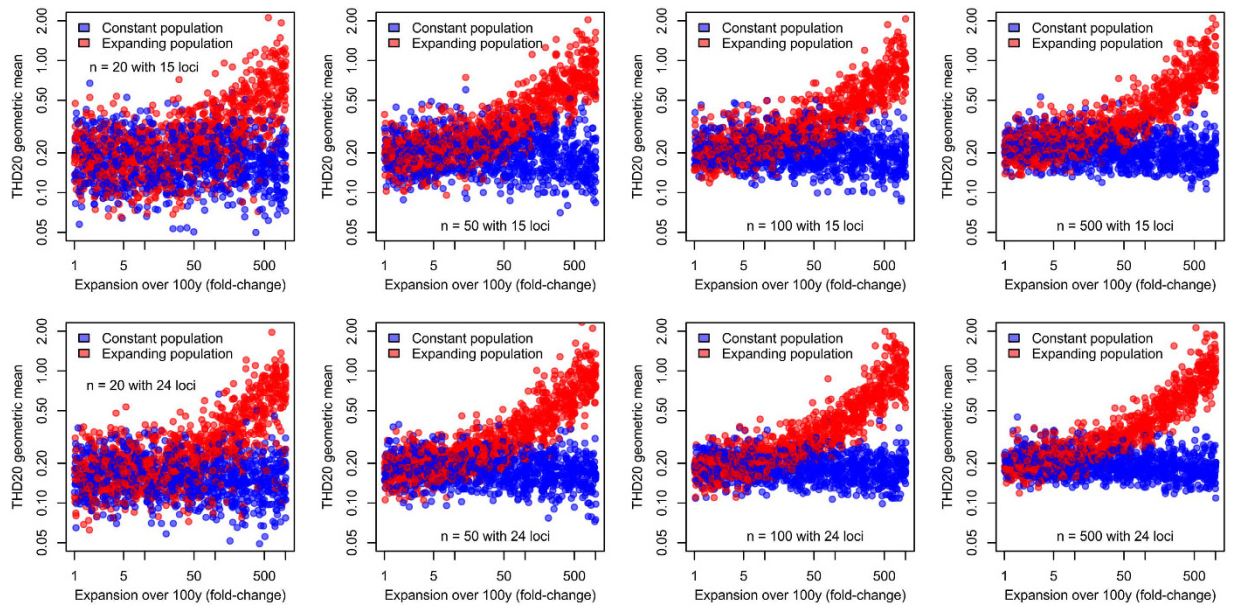 Constant population
Expanding population
n = 20 with 15 loci
THD20 geometric mean
2.00
1.00
0.50
0.20
0.10
0.05
1 5 50 500
Expansion over 100y (fold-change)
Constant population
Expanding population
n = 50 with 15 loci
THD20 geometric mean
2.00
1.00
0.50
0.20
0.10
0.05
1 5 50 500
Expansion over 100y (fold-change)
Constant population
Expanding population
n = 100 with 15 loci
THD20 geometric mean
2.00
1.00
0.50
0.20
0.10
0.05
1 5 50 500
Expansion over 100y (fold-change)
Constant population
Expanding population
n = 500 with 15 loci
THD20 geometric mean
2.00
1.00
0.50
0.20
0.10
0.05
1 5 50 500
Expansion over 100y (fold-change)
Constant population
Expanding population
n = 20 with 24 loci
THD20 geometric mean
2.00
1.00
0.50
0.20
0.10
0.05
1 5 50 500
Expansion over 100y (fold-change)
Constant population
Expanding population
n = 50 with 24 loci
THD20 geometric mean
2.00
1.00
0.50
0.20
0.10
0.05
1 5 50 500
Expansion over 100y (fold-change)
Constant population
Expanding population
n = 100 with 24 loci
THD20 geometric mean
2.00
1.00
0.50
0.20
0.10
0.05
1 5 50 500
Expansion over 100y (fold-change)
Constant population
Expanding population
n = 500 with 24 loci
THD20 geometric mean
2.00
1.00
0.50
0.20
0.10
0.05
1 5 50 500
Expansion over 100y (fold-change)